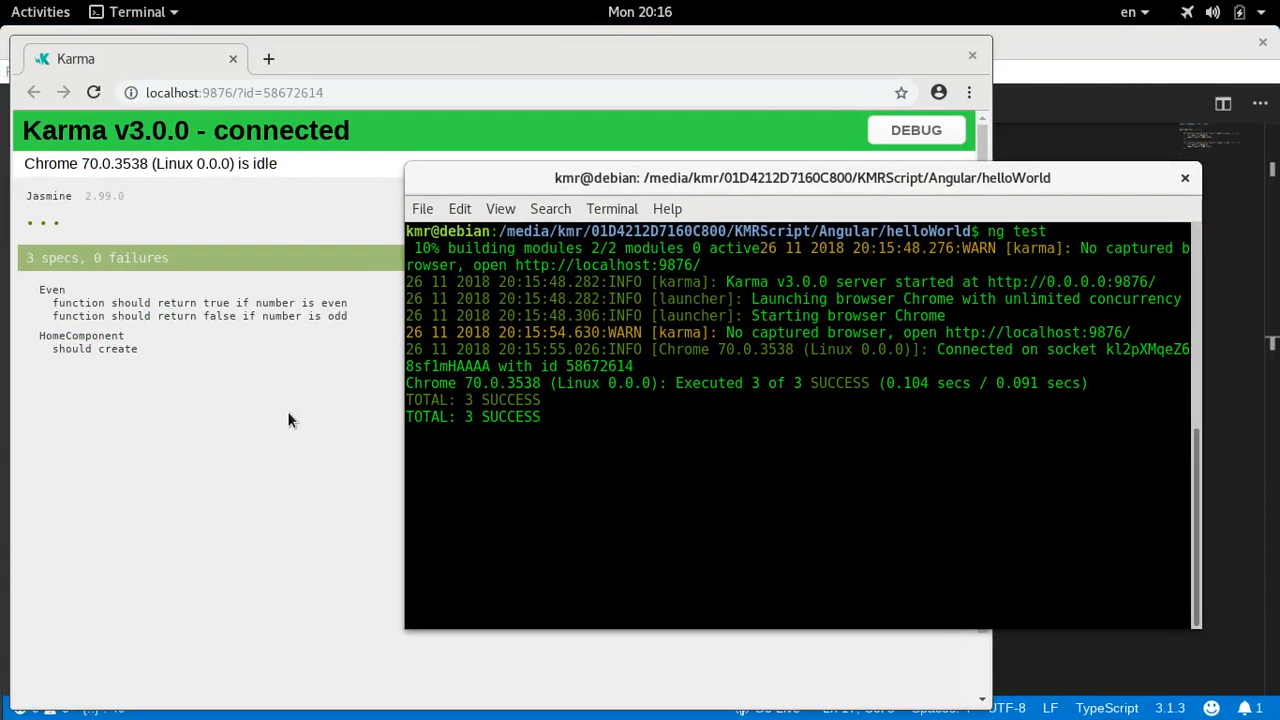 Activities
Terminal
Mon 20:16
en
Karma
localhost:9876/?id=58672614
Karma v3.0.0 - connected
DEBUG
Chrome 70.0.3538 (Linux 0.0.0) is idle
Jasmine 2.99.0
• • •
3 specs, 0 failures
Even
function should return true if number is even
function should return false if number is odd
HomeComponent
should create
kmr@debian: /media/kmr/01D4212D7160C800/KMRScript/Angular/helloWorld
File Edit View Search Terminal Help
kmr@debian:/media/kmr/01D4212D7160C800/KMRScript/Angular/helloWorld$ ng test
10% building modules 2/2 modules 0 active26 11 2018 20:15:48.276:WARN [karma]: No captured b
rowser, open http://localhost:9876/
26 11 2018 20:15:48.282:INFO [karma]: Karma v3.0.0 server started at http://0.0.0.0:9876/
26 11 2018 20:15:48.282:INFO [launcher]: Launching browser Chrome with unlimited concurrency
26 11 2018 20:15:48.306:INFO [launcher]: Starting browser Chrome
26 11 2018 20:15:54.630:WARN [karma]: No captured browser, open http://localhost:9876/
26 11 2018 20:15:55.026:INFO [Chrome 70.0.3538 (Linux 0.0.0)]: Connected on socket kl2pXMqeZ6
8sf1mHAAAA with id 58672614
Chrome 70.0.3538 (Linux 0.0.0): Executed 3 of 3 SUCCESS (0.104 secs / 0.091 secs)
TOTAL: 3 SUCCESS
TOTAL: 3 SUCCESS
UTF-8 LF TypeScript 3.1.3 1